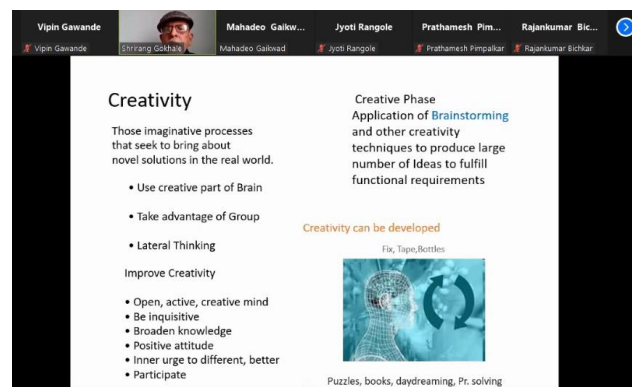 Vipin Gawande
Mahadeo Gaikw...
Jyoti Rangole
Prathamesh Pim...
Rajankumar Bic...
Vipin Gawande
Shrirang Gokhale
Mahadeo Gaikwad
Jyoti Rangole
Prathamesh Pimpalkar
Rajankumar Bichkar
Creativity
Those imaginative processes
that seek to bring about
novel solutions in the real world.
• Use creative part of Brain
• Take advantage of Group
• Lateral Thinking
Improve Creativity
• Open, active, creative mind
• Be inquisitive
• Broaden knowledge
• Positive attitude
• Inner urge to different, better
• Participate
Creative Phase
Application of Brainstorming
and other creativity
techniques to produce large
number of Ideas to fulfill
functional requirements
Creativity can be developed
Fix, Tape,Bottles
Puzzles, books, daydreaming, Pr. solving